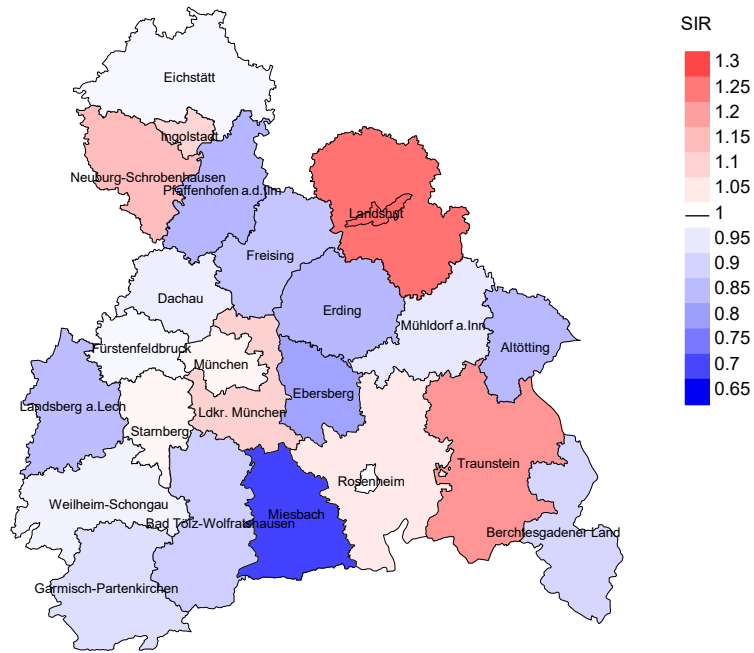 SIR
1.3
1.25
1.2
1.15
1.1
1.05
1
0.95
0.9
0.85
0.8
0.75
0.7
0.65
Eichstätt
Ingolstadt
Neuburg-Schrobenhausen
Pfaffenhofen a.d.Ilm
Landshut
Freising
Dachau
Erding
Mühldorf a.Inn
Altötting
Fürstenfeldbruck
München
Ebersberg
Landsberg a.Lech
Ldkr. München
Starnberg
Traunstein
Rosenheim
Weilheim-Schongau
Miesbach
Bad Tölz-Wolfratshausen
Berchtesgadener Land
Garmisch-Partenkirchen